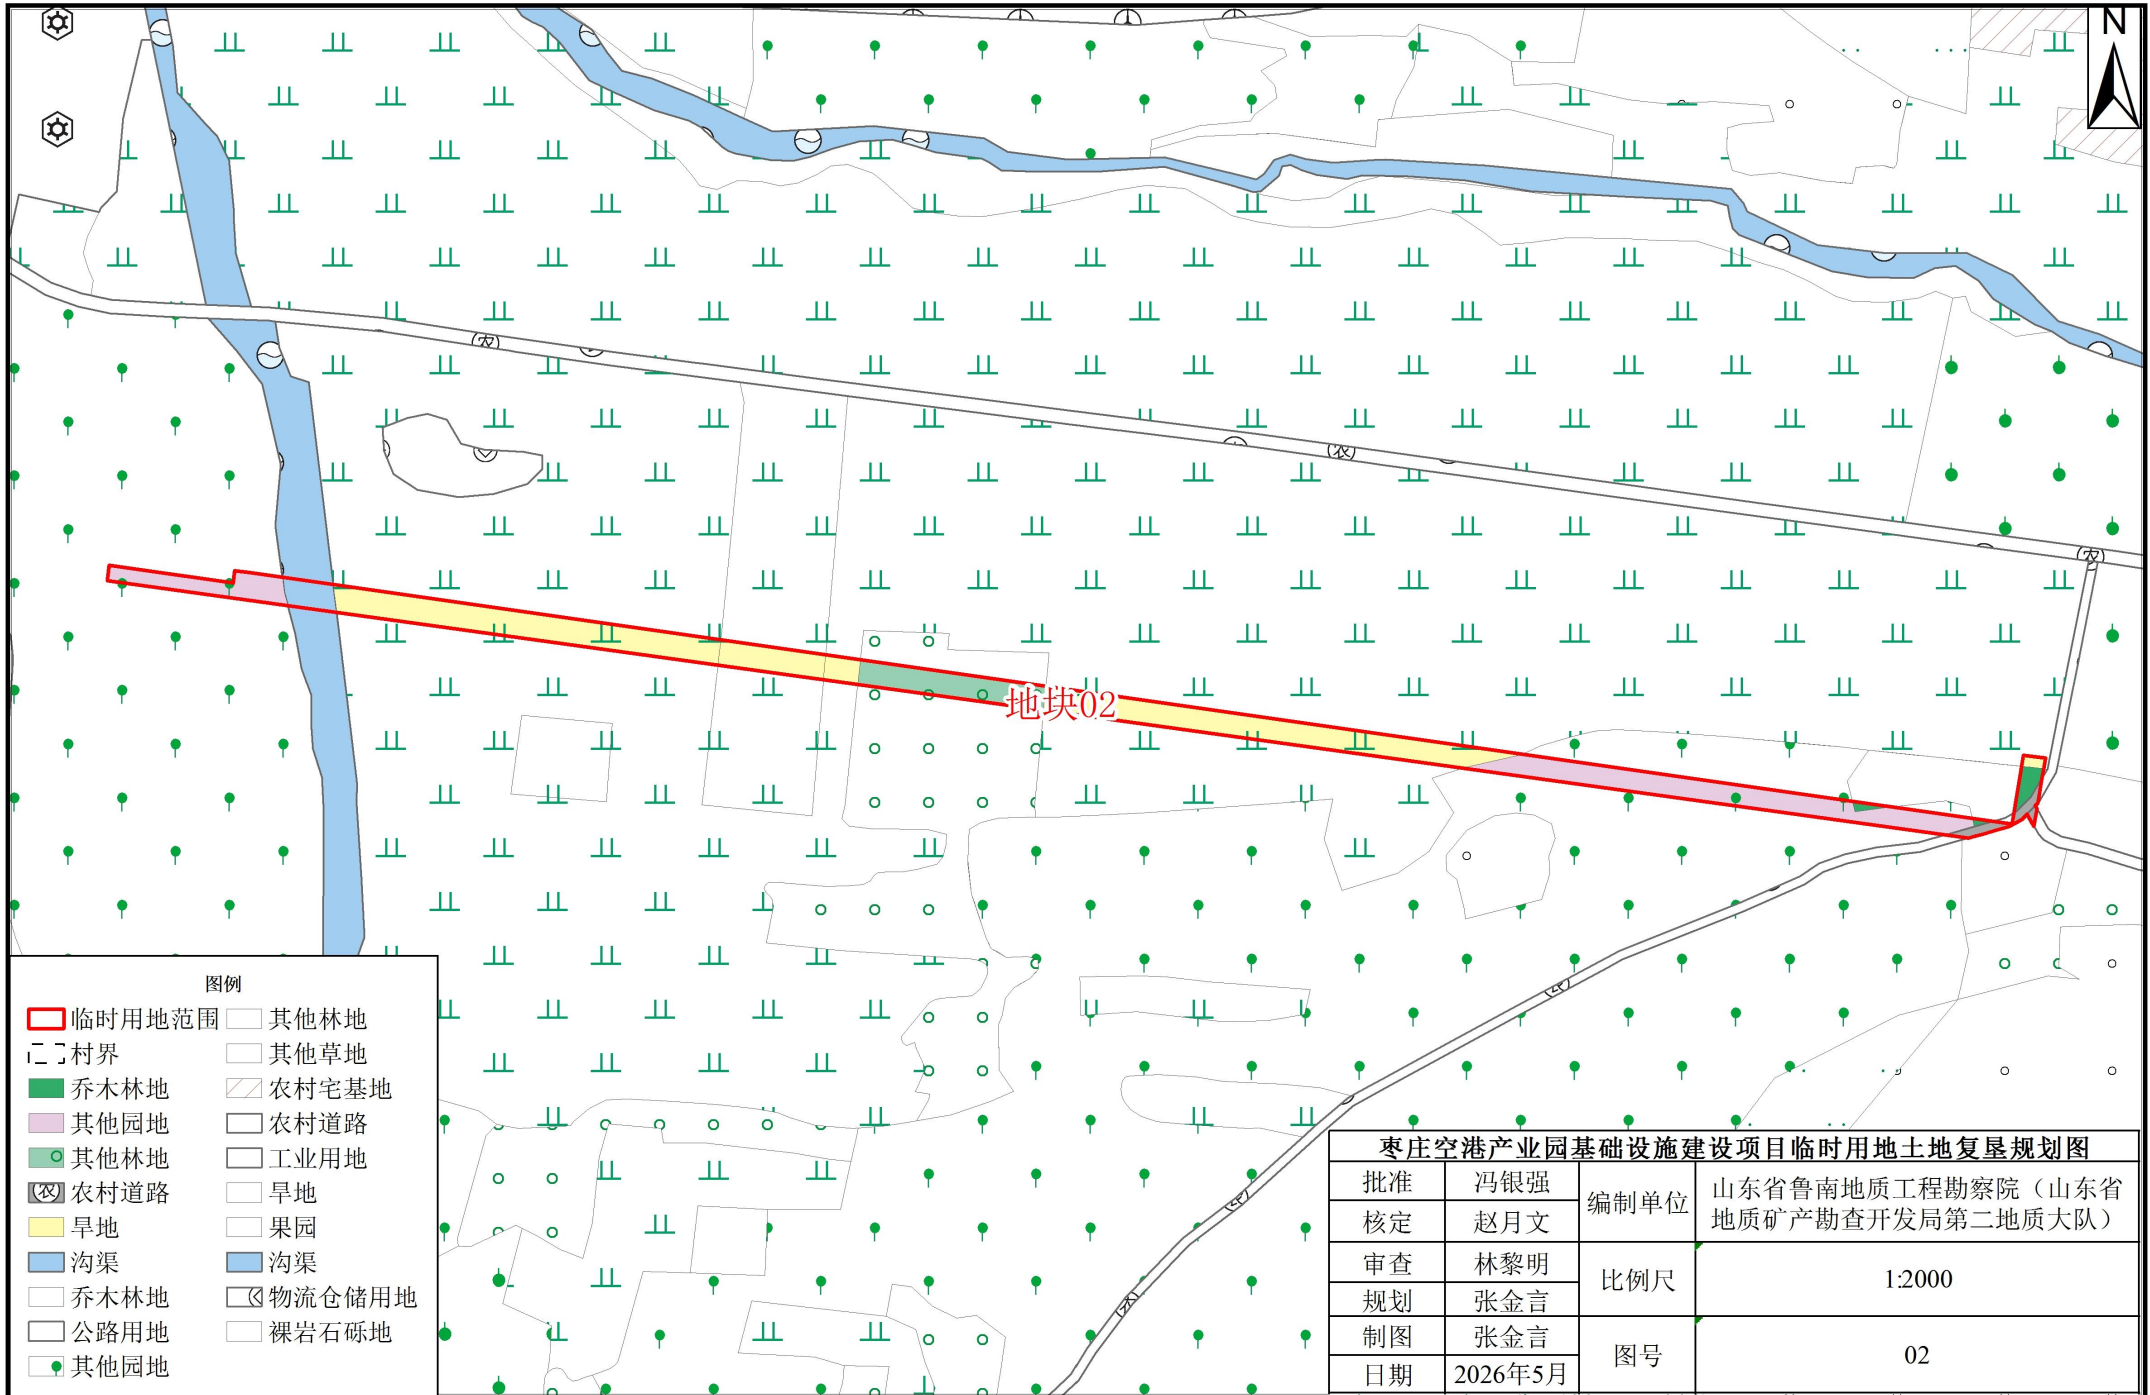 N
农
农
农
地块02
图例
临时用地范围
其他林地
村界
其他草地
乔木林地
农村宅基地
其他园地
农村道路
其他林地
工业用地
农
农村道路
旱地
旱地
果园
沟渠
沟渠
乔木林地
物流仓储用地
公路用地
裸岩石砾地
其他园地
枣庄空港产业园基础设施建设项目临时用地土地复垦规划图
批准
冯银强
编制单位
山东省鲁南地质工程勘察院（山东省
地质矿产勘查开发局第二地质大队）
核定
赵月文
审查
林黎明
比例尺
1:2000
规划
张金言
制图
张金言
图号
02
日期
2026年5月